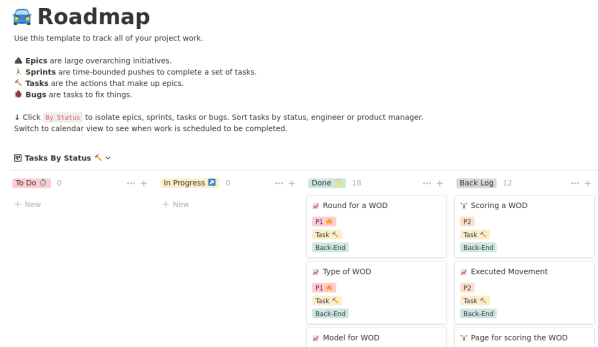 Roadmap
Use this template to track all of your project work.
Epics are large overarching initiatives.
Sprints are time-bounded pushes to complete a set of tasks.
Tasks are the actions that make up epics.
Bugs are tasks to fix things.
↓ Click By Status to isolate epics, sprints, tasks or bugs. Sort tasks by status, engineer or product manager.
Switch to calendar view to see when work is scheduled to be completed.
Tasks By Status
To Do 0 ... +
In Progress 0 ... +
Done 18 ... +
Back Log 12 ... +
+ New
+ New
Round for a WOD
P1
Task
Back-End
Scoring a WOD
P2
Task
Back-End
Type of WOD
P1
Task
Back-End
Executed Movement
P2
Task
Back-End
Model for WOD
Page for scoring the WOD